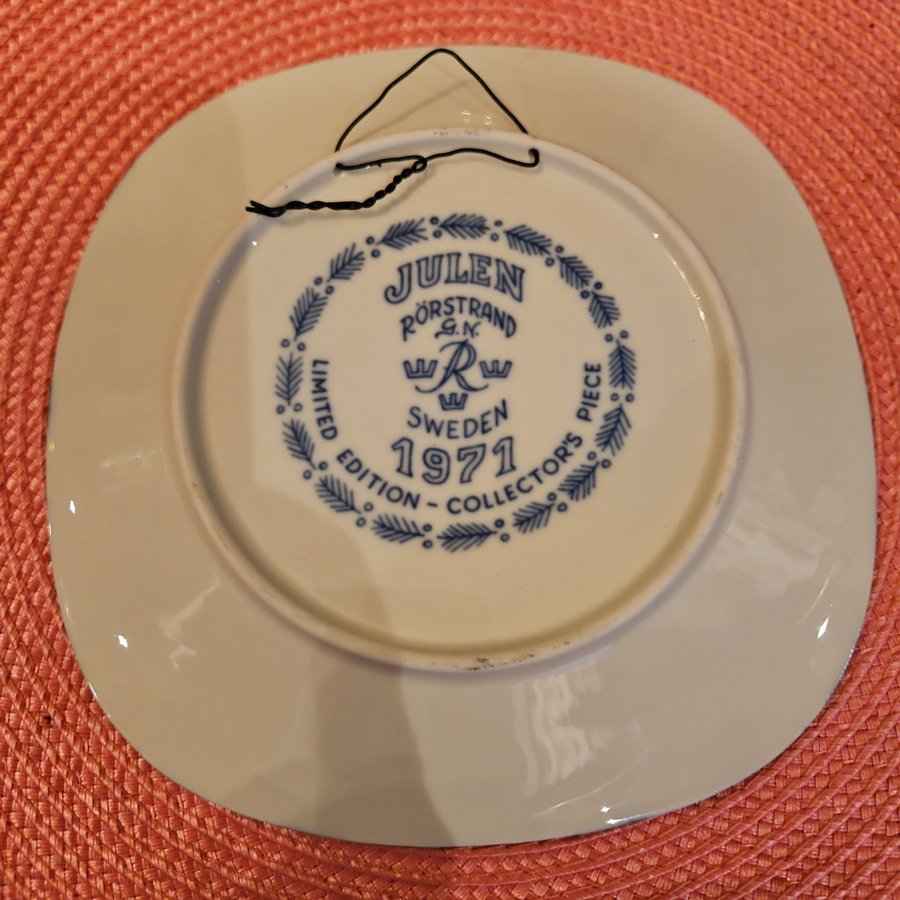 JULEN
RÖRSTRAND
G.N.
R
SWEDEN
1971
LIMITED EDITION - COLLECTOR'S PIECE